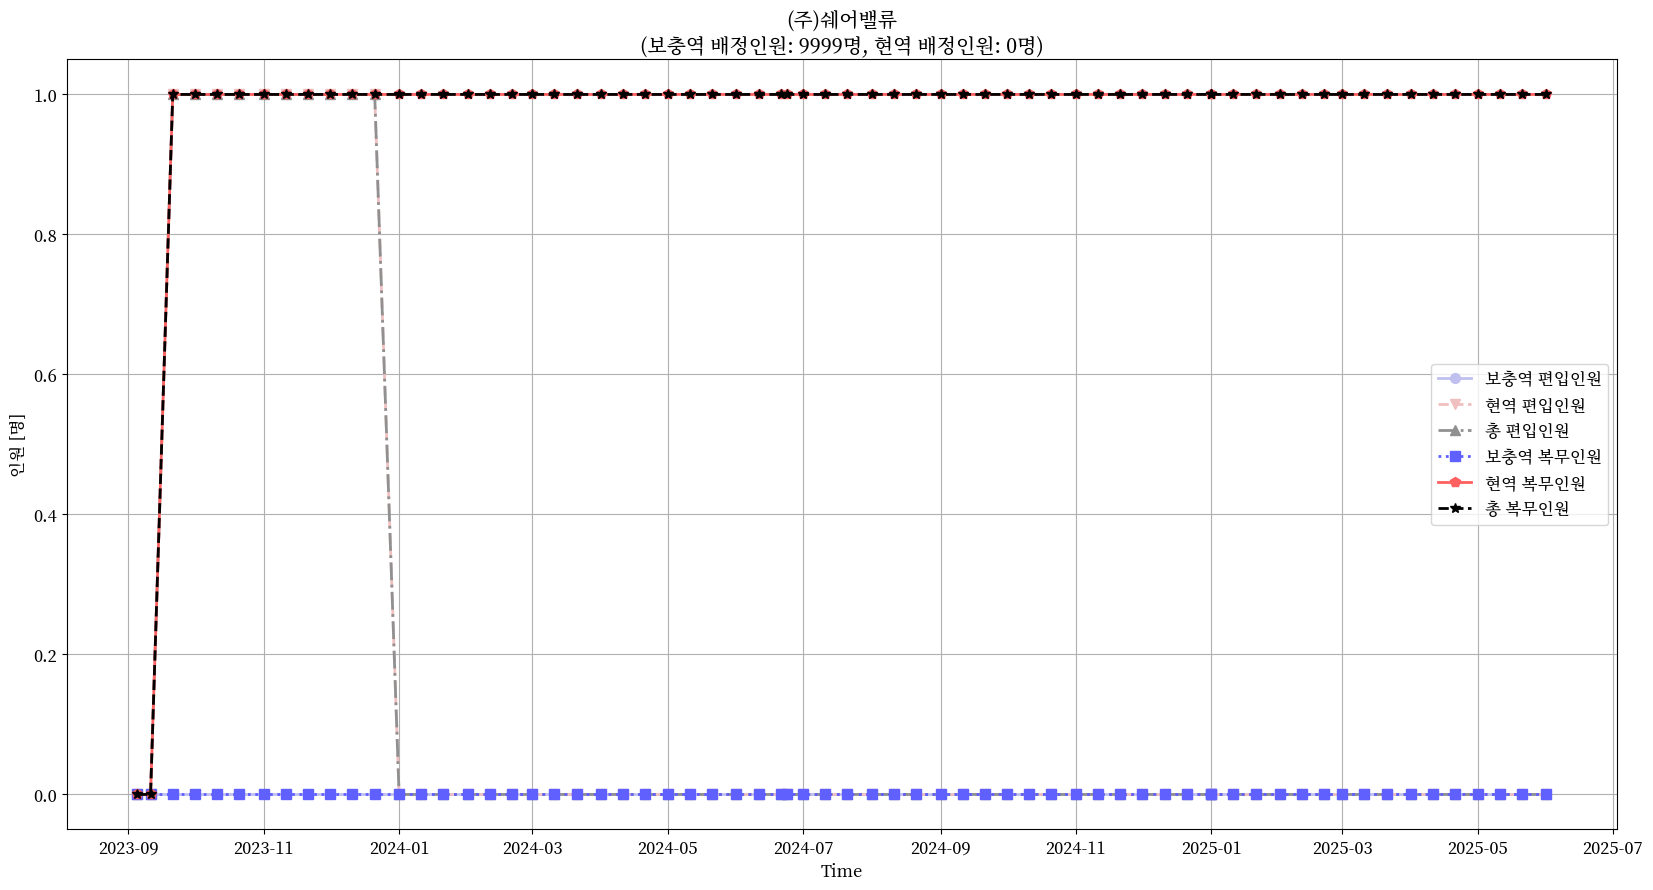 (주)쉐어밸류
(보충역 배정인원: 9999명, 현역 배정인원: 0명)
인원 [명]
1.0
0.8
0.6
0.4
0.2
0.0
보충역 편입인원
현역 편입인원
총 편입인원
보충역 복무인원
현역 복무인원
총 복무인원
2023-09 2023-11 2024-01 2024-03 2024-05 2024-07 2024-09 2024-11 2025-01 2025-03 2025-05 2025-07
Time